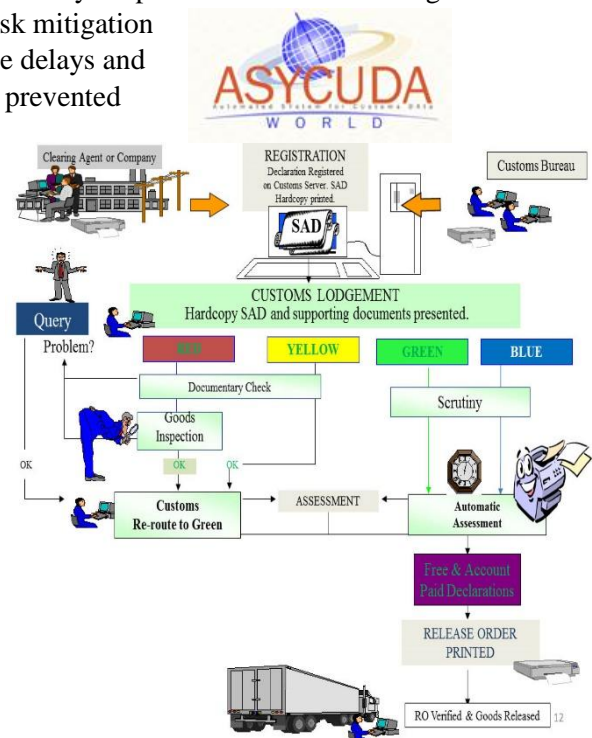 sk mitigation
e delays and
prevented
ASYCUDA
Automated System for Customs Data
WORLD
Clearing Agent or Company
REGISTRATION
Declaration Registered
on Customs Server. SAD
Hardcopy printed.
Customs Bureau
SAD
CUSTOMS LODGEMENT
Hardcopy SAD and supporting documents presented.
Query
Problem?
RED
YELLOW
GREEN
BLUE
Documentary Check
Scrutiny
Goods
Inspection
OK
OK
OK
Customs
Re-route to Green
ASSESSMENT
Automatic
Assessment
Free & Account
Paid Declarations
RELEASE ORDER
PRINTED
RO Verified & Goods Released
12